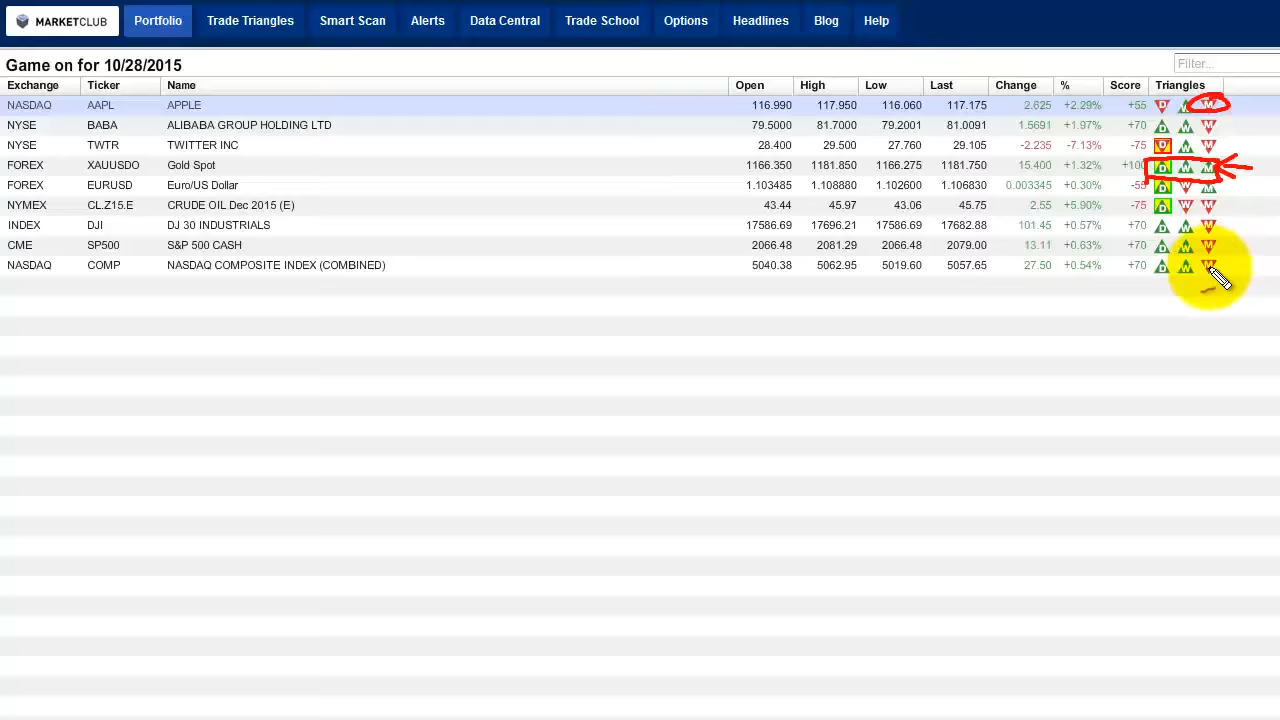 MARKETCLUB Portfolio Trade Triangles Smart Scan Alerts Data Central Trade School Options Headlines Blog Help
Game on for 10/28/2015 Filter...
Exchange Ticker Name Open High Low Last Change % Score Triangles
NASDAQ AAPL APPLE 116.990 117.950 116.060 117.175 2.625 +2.29% +55 D W M
NYSE BABA ALIBABA GROUP HOLDING LTD 79.5000 81.7000 79.2001 81.0091 1.5691 +1.97% +70 D W M
NYSE TWTR TWITTER INC 28.400 29.500 27.760 29.105 -2.235 -7.13% -75 D W M
FOREX XAUUSDO Gold Spot 1166.350 1181.850 1166.275 1181.750 15.400 +1.32% +100 D W M
FOREX EURUSD Euro/US Dollar 1.103485 1.108880 1.102600 1.106830 0.003345 +0.30% -55 D W M
NYMEX CL.Z15.E CRUDE OIL Dec 2015 (E) 43.44 45.97 43.06 45.75 2.55 +5.90% -75 D W M
INDEX DJI DJ 30 INDUSTRIALS 17586.69 17696.21 17586.69 17682.88 101.45 +0.57% +70 D W M
CME SP500 S&P 500 CASH 2066.48 2081.29 2066.48 2079.00 13.11 +0.63% +70 D W M
NASDAQ COMP NASDAQ COMPOSITE INDEX (COMBINED) 5040.38 5062.95 5019.60 5057.65 27.50 +0.54% +70 D W M